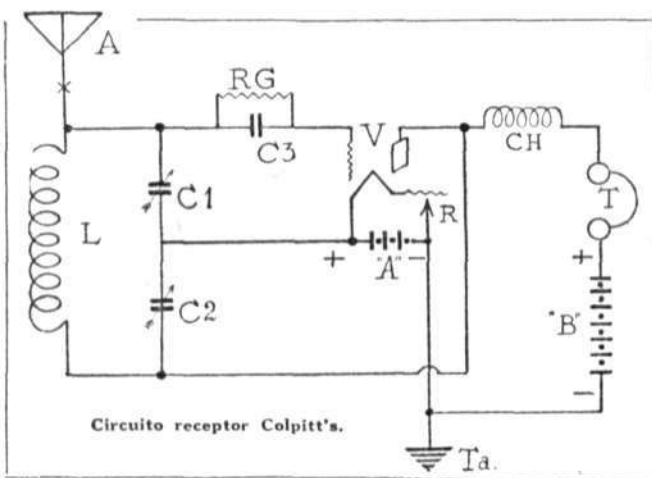 A
RG
V
C3
CH
C1
T
L
R
+ "A" -
+
C2
"B"
-
Circuito receptor Colpitt's.
Ta.